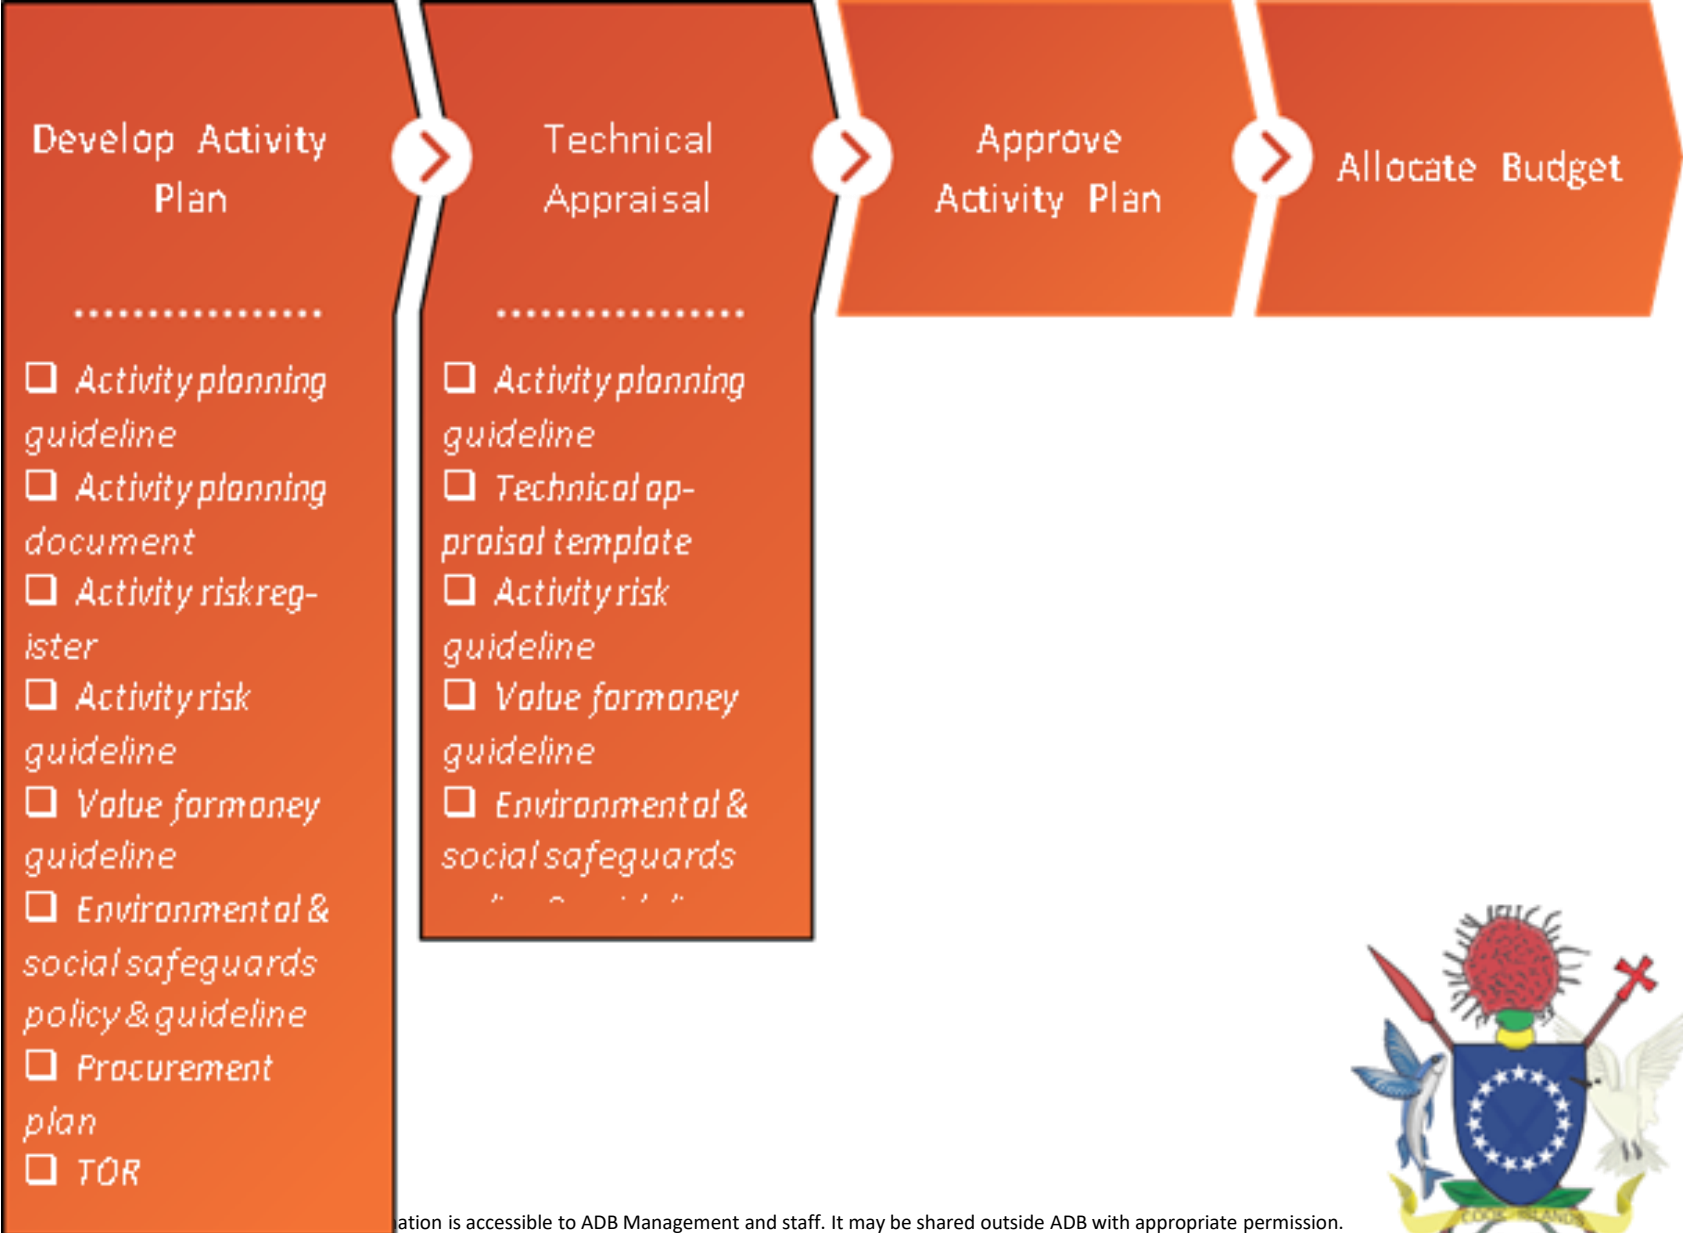 Develop Activity
Plan
❑ Activity planning
guideline
❑ Activity planning
document
❑ Activity risk reg-
ister
❑ Activity risk
guideline
❑ Value for money
guideline
❑ Environmental &
social safeguards
policy & guideline
❑ Procurement
plan
❑ TOR
Technical
Appraisal
❑ Activity planning
guideline
❑ Technical ap-
praisal template
❑ Activity risk
guideline
❑ Value for money
guideline
❑ Environmental &
social safeguards
Approve
Activity Plan
Allocate Budget
ation is accessible to ADB Management and staff. It may be shared outside ADB with appropriate permission.
COOK ISLANDS